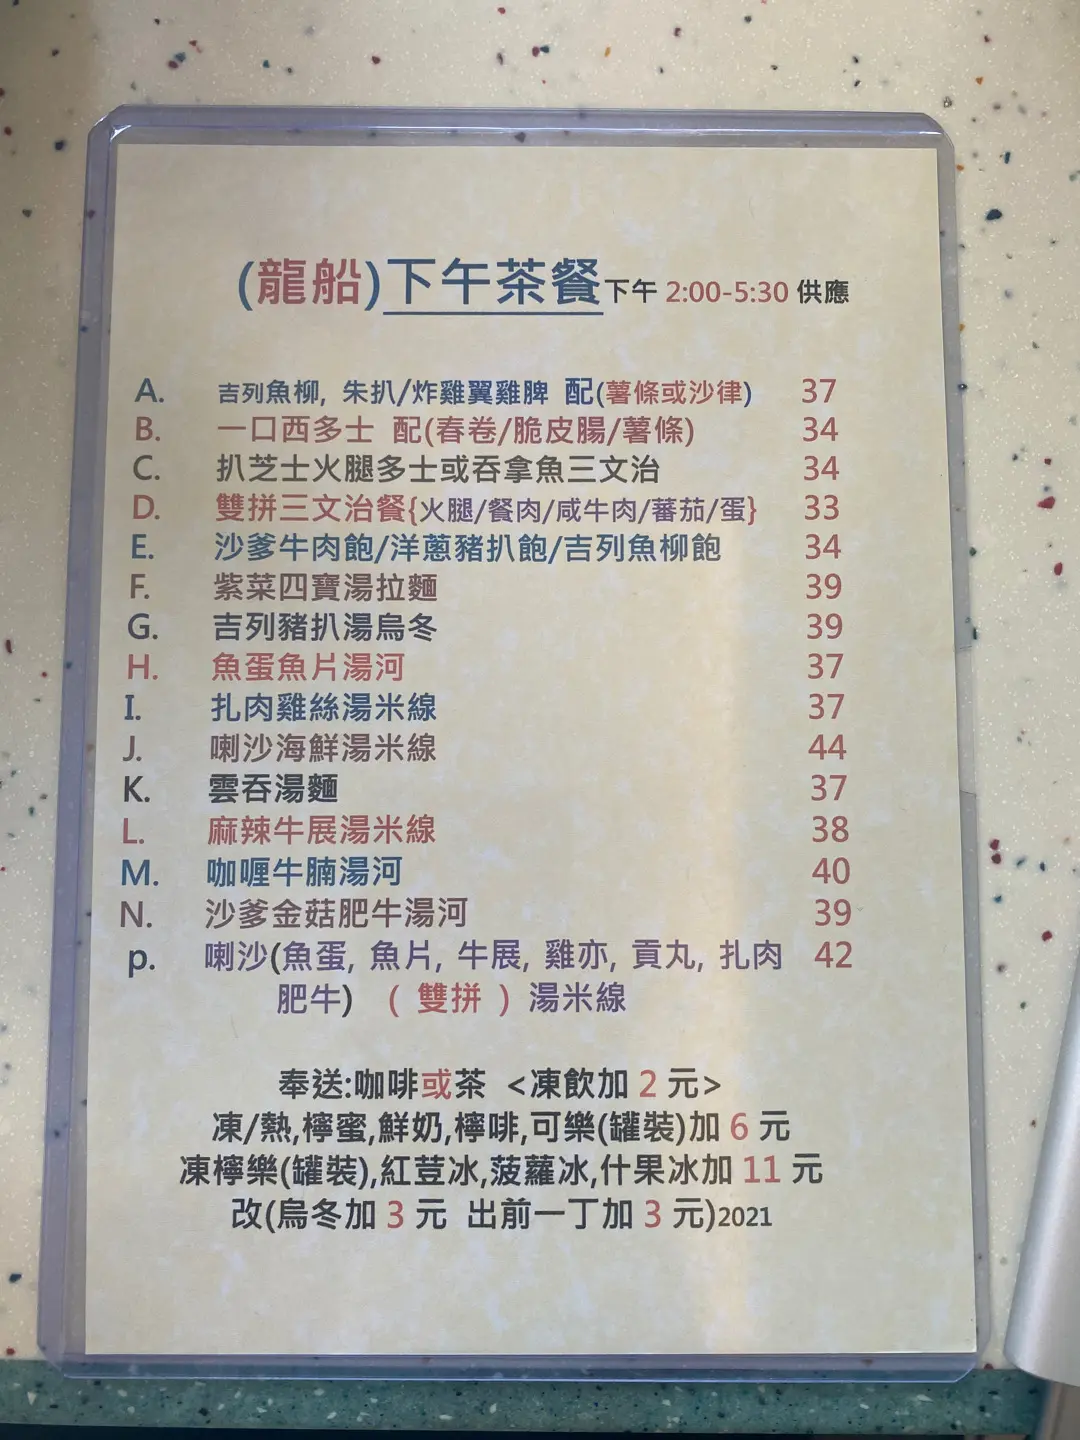 (龍船)下午茶餐下午 2:00-5:30 供應
A. 吉列魚柳, 朱扒/炸雞翼雞脾 配(薯條或沙律) 37
B. 一口西多士 配(春卷/脆皮腸/薯條) 34
C. 扒芝士火腿多士或吞拿魚三文治 34
D. 雙拼三文治餐{火腿/餐肉/咸牛肉/蕃茄/蛋} 33
E. 沙爹牛肉飽/洋蔥豬扒飽/吉列魚柳飽 34
F. 紫菜四寶湯拉麵 39
G. 吉列豬扒湯烏冬 39
H. 魚蛋魚片湯河 37
I. 扎肉雞絲湯米線 37
J. 喇沙海鮮湯米線 44
K. 雲吞湯麵 37
L. 麻辣牛展湯米線 38
M. 咖喱牛腩湯河 40
N. 沙爹金菇肥牛湯河 39
p. 喇沙(魚蛋, 魚片, 牛展, 雞亦, 貢丸, 扎肉 42
肥牛) ( 雙拼 ) 湯米線
奉送:咖啡或茶 <凍飲加 2 元>
凍/熱,檸蜜,鮮奶,檸啡,可樂(罐裝)加 6 元
凍檸樂(罐裝),紅荳冰,菠蘿冰,什果冰加 11 元
改(烏冬加 3 元 出前一丁加 3 元)2021